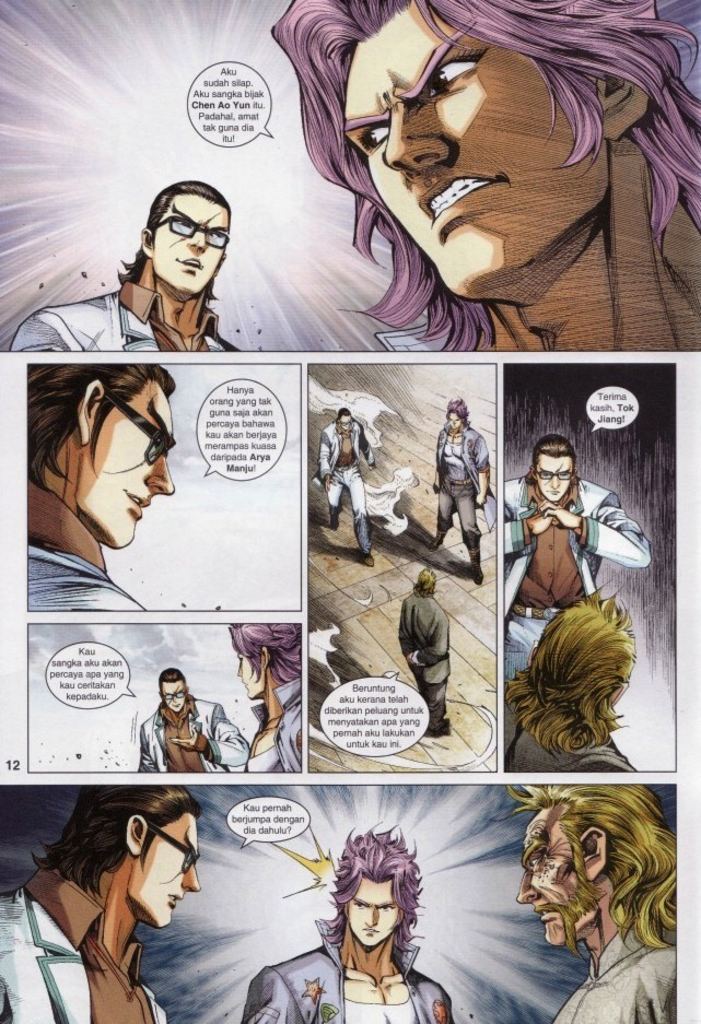 Aku
sudah silap.
Aku sangka bijak
Chen Ao Yun itu.
Padahal, amat
tak guna dia
itu!
Hanya
orang yang tak
guna saja akan
percaya bahawa
kau akan berjaya
merampas kuasa
daripada Arya
Manju!
Kau
sangka aku akan
percaya apa yang
kau ceritakan
kepadaku.
Beruntung
aku kerana telah
diberikan peluang untuk
menyatakan apa yang
pernah aku lakukan
untuk kau ini.
Terima
kasih, Tok
Jiang!
12
Kau pernah
berjumpa dengan
dia dahulu?